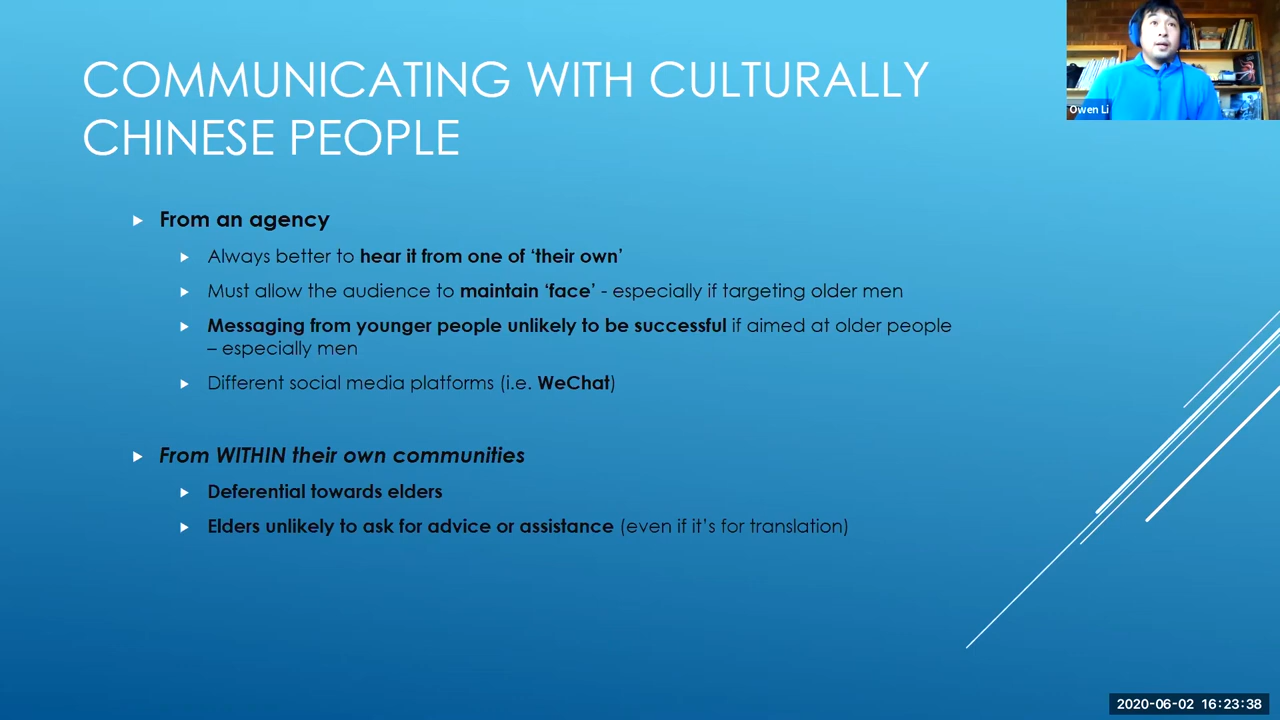 COMMUNICATING WITH CULTURALLY
CHINESE PEOPLE
Owen Li
From an agency
Always better to hear it from one of ‘their own’
Must allow the audience to maintain ‘face’ - especially if targeting older men
Messaging from younger people unlikely to be successful if aimed at older people
– especially men
Different social media platforms (i.e. WeChat)
From WITHIN their own communities
Deferential towards elders
Elders unlikely to ask for advice or assistance (even if it’s for translation)
2020-06-02 16:23:38